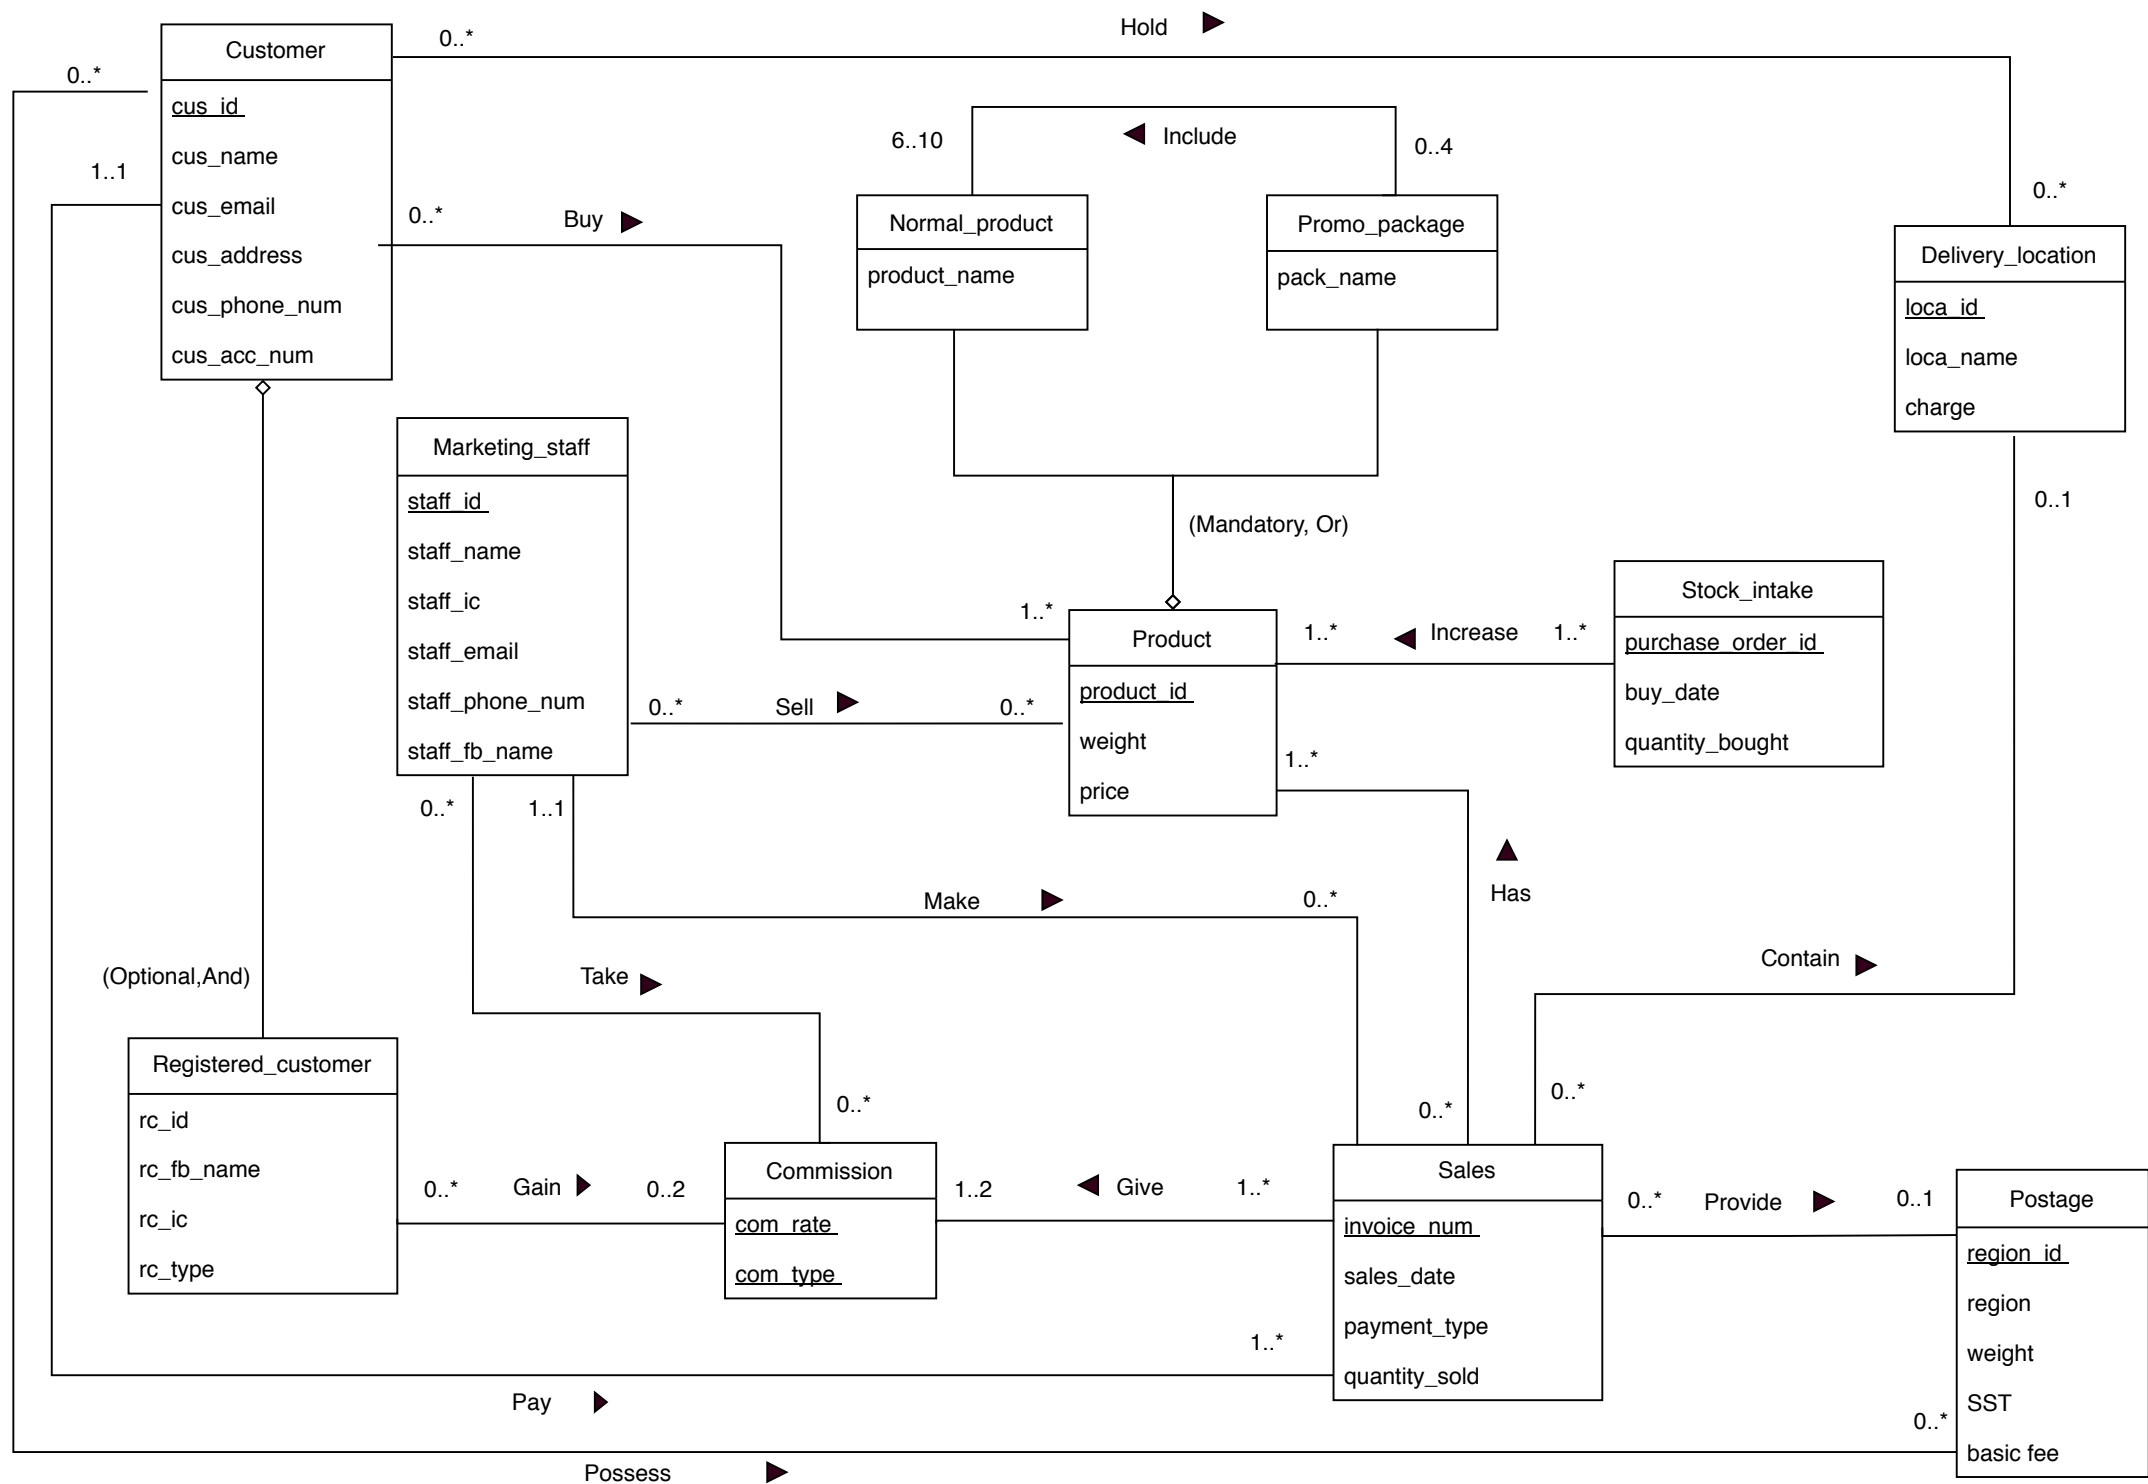 Hold
0..*
Customer
cus_id
cus_name
cus_email
cus_address
cus_phone_num
cus_acc_num
0..*
1..1
0..*
Buy
6..10
Include
0..4
Normal_product
product_name
Promo_package
pack_name
0..*
Delivery_location
loca_id
loca_name
charge
0..1
Marketing_staff
staff_id
staff_name
staff_ic
staff_email
staff_phone_num
staff_fb_name
(Mandatory, Or)
1..*
Product
product_id
weight
price
1..*
Increase
1..*
Stock_intake
purchase_order_id
buy_date
quantity_bought
0..*
Sell
0..*
1..*
0..*
1..1
Make
0..*
Has
Contain
Take
(Optional,And)
Registered_customer
rc_id
rc_fb_name
rc_ic
rc_type
0..*
0..*
0..*
0..*
Gain
0..2
Commission
com_rate
com_type
1..2
Give
1..*
Sales
invoice_num
sales_date
payment_type
quantity_sold
0..*
Provide
0..1
Postage
region_id
region
weight
SST
basic fee
1..*
Pay
0..*
Possess